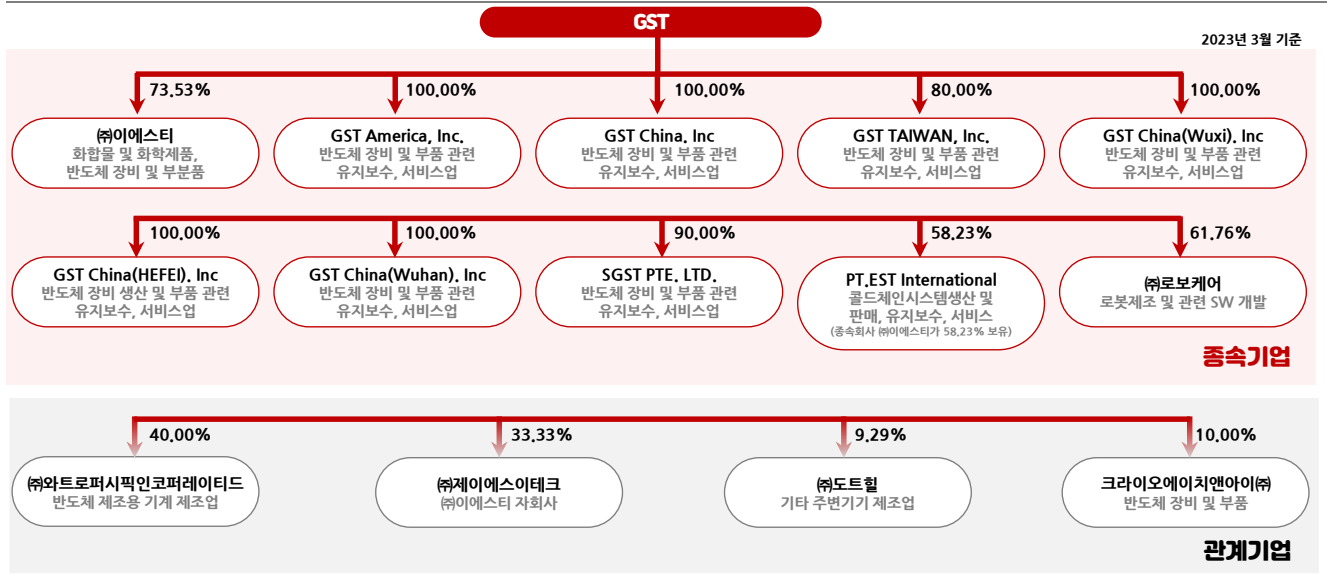 GST
2023년 3월 기준
73.53%
100.00%
100.00%
80.00%
100.00%
㈜이에스티
화합물 및 화학제품,
반도체 장비 및 부분품
GST America, Inc.
반도체 장비 및 부품 관련
유지보수, 서비스업
GST China, Inc
반도체 장비 및 부품 관련
유지보수, 서비스업
GST TAIWAN, Inc.
반도체 장비 및 부품 관련
유지보수, 서비스업
GST China(Wuxi), Inc
반도체 장비 및 부품 관련
유지보수, 서비스업
100.00%
100.00%
90.00%
58.23%
61.76%
GST China(HEFEI), Inc
반도체 장비 생산 및 부품 관련
유지보수, 서비스업
GST China(Wuhan), Inc
반도체 장비 및 부품 관련
유지보수, 서비스업
SGST PTE. LTD.
반도체 장비 및 부품 관련
유지보수, 서비스업
PT.EST International
콜드체인시스템생산 및
판매, 유지보수, 서비스
(종속회사 ㈜이에스티가 58.23% 보유)
㈜로보케어
로봇제조 및 관련 SW 개발
종속기업
40.00%
33.33%
9.29%
10.00%
㈜와트로퍼시픽인코퍼레이티드
반도체 제조용 기계 제조업
㈜제이에스이테크
㈜이에스티 자회사
㈜도트힐
기타 주변기기 제조업
크라이오에이치앤아이㈜
반도체 장비 및 부품
관계기업